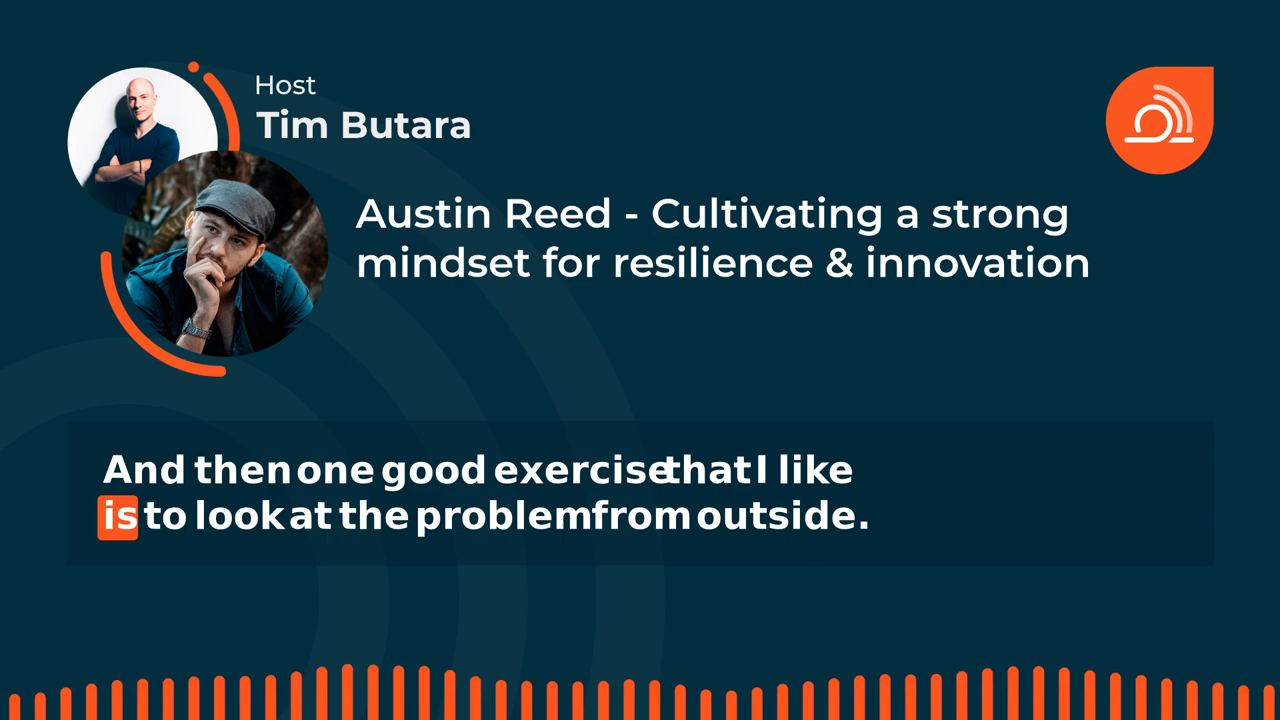 Host
Tim Butara
Austin Reed - Cultivating a strong
mindset for resilience & innovation
And then one good exercise that I like
is to look at the problem from outside.